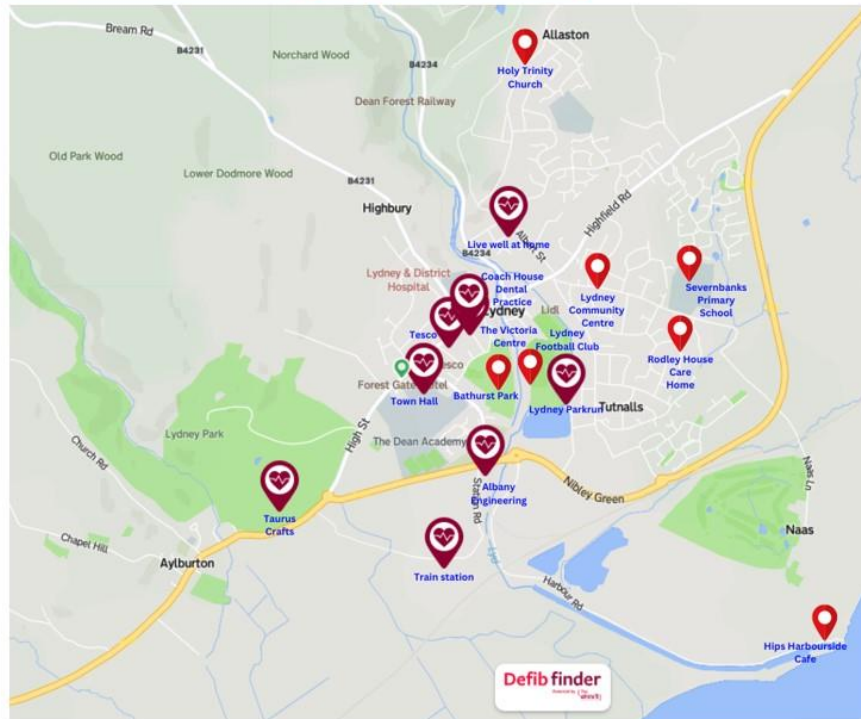 Bream Rd
B4231
Norchard Wood
B4234
Allaston
Holy Trinity
Church
Dean Forest Railway
Old Park Wood
Lower Dodmore Wood
B4231
Highbury
Highfield Rd
Albert St
Live well at home
B4234
Lydney & District
Hospital
Coach House
Dental
Practice
Lydney
Community
Centre
Severnbanks
Primary
School
Lidl
Lydney
Tesco
The Victoria
Centre
Lydney
Football Club
Rodley House
Care
Home
Tesco
Forest Gate Hotel
Town Hall
Bathurst Park
Lydney Parkrun
Tutnalls
Lydney Park
High St
The Dean Academy
Church Rd
Albany
Engineering
Station Rd
Nibley Green
Naas Ln
Taurus
Crafts
Naas
Chapel Hill
Aylburton
Train station
Lyd
Harbour Rd
Hips Harbourside
Cafe
Defib finder